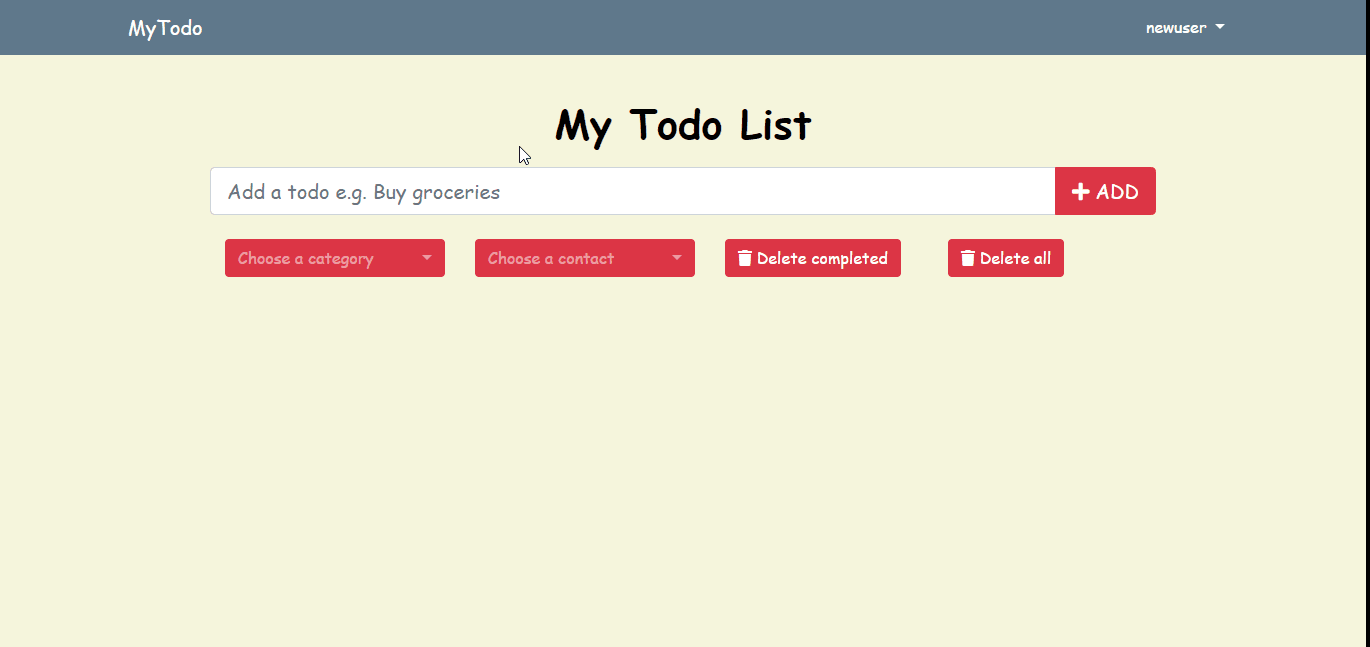 MyTodo
newuser
My Todo List
Add a todo e.g. Buy groceries
ADD
Choose a category
Choose a contact
Delete completed
Delete all